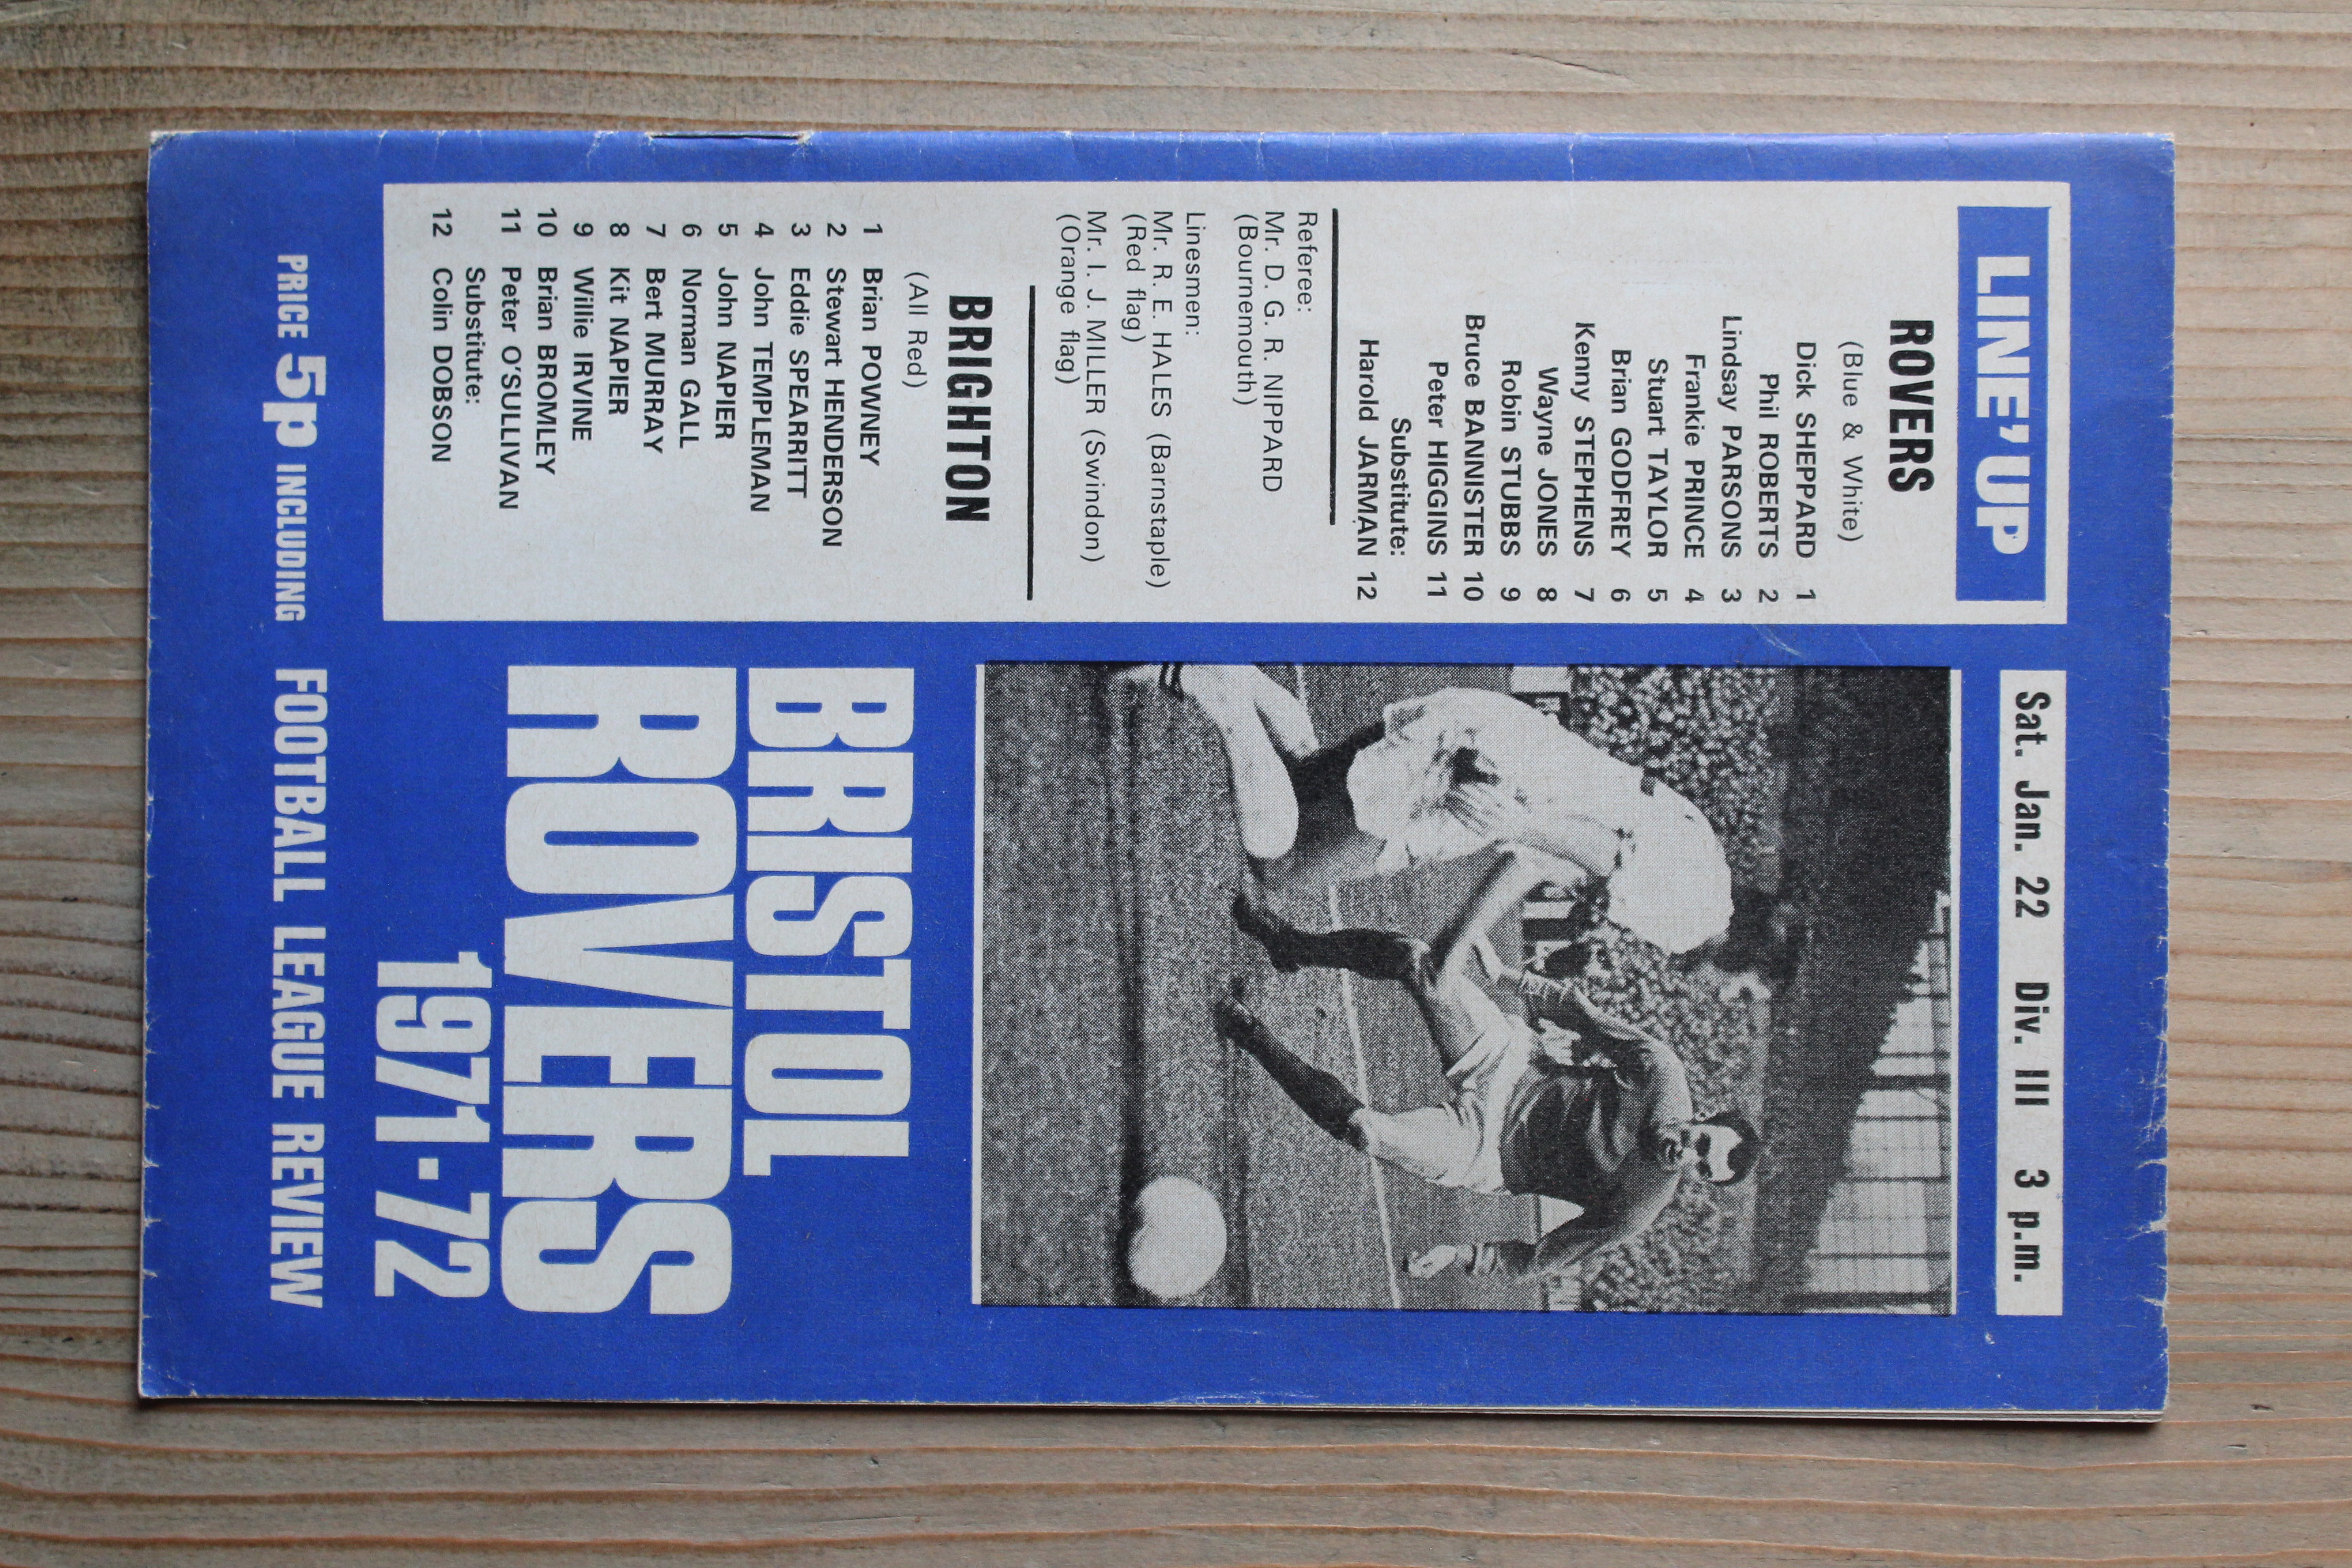 LINE'UP
ROVERS
(Blue & White)
Dick SHEPPARD 1
Phil ROBERTS 2
Lindsay PARSONS 3
Frankie PRINCE 4
Stuart TAYLOR 5
Brian GODFREY 6
Kenny STEPHENS 7
Wayne JONES 8
Robin STUBBS 9
Bruce BANNISTER 10
Peter HIGGINS 11
Substitute:
Harold JARMAN 12
Referee:
Mr. D. G. R. NIPPARD
(Bournemouth)
Linesmen:
Mr. R. E. HALES (Barnstaple)
(Red flag)
Mr. I. J. MILLER (Swindon)
(Orange flag)
BRIGHTON
(All Red)
1 Brian POWNEY
2 Stewart HENDERSON
3 Eddie SPEARRITT
4 John TEMPLEMAN
5 John NAPIER
6 Norman GALL
7 Bert MURRAY
8 Kit NAPIER
9 Willie IRVINE
10 Brian BROMLEY
11 Peter O'SULLIVAN
Substitute:
12 Colin DOBSON
Sat. Jan. 22 Div. III 3 p.m.
BRISTOL
ROVERS
1971-72
PRICE 5p INCLUDING FOOTBALL LEAGUE REVIEW